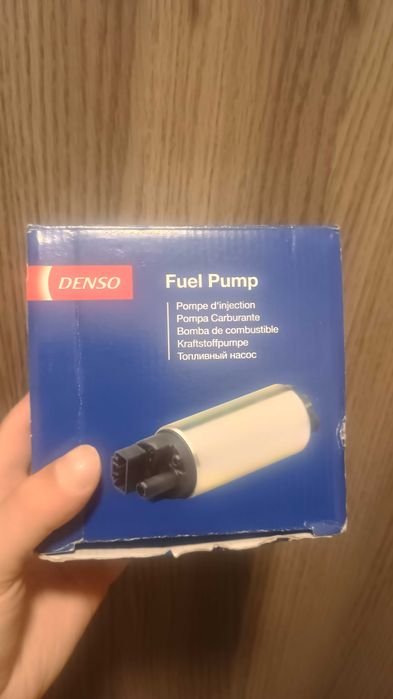 DENSO
Fuel Pump
Pompe d'injection
Pompa Carburante
Bomba de combustible
Kraftstoffpumpe
Топливный насос